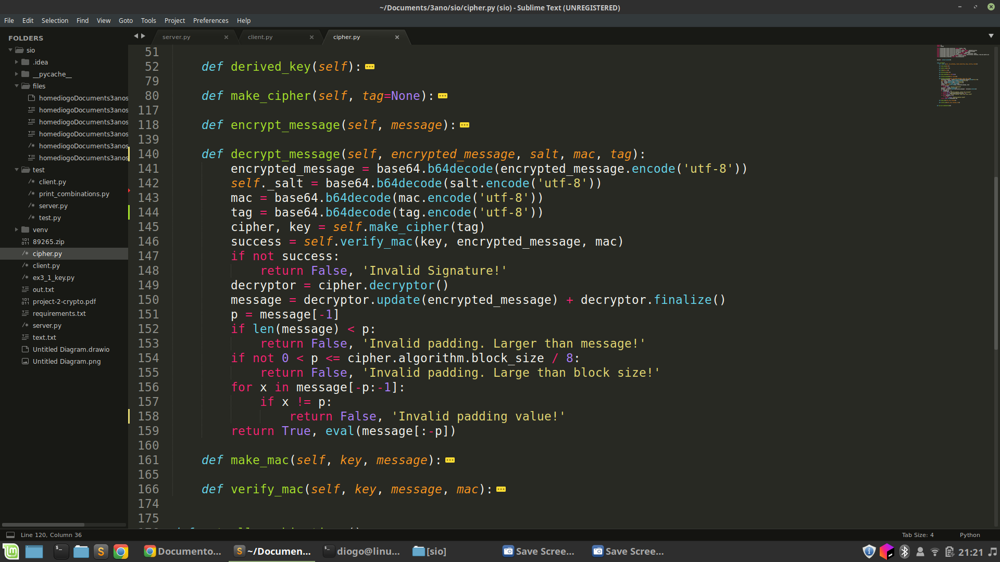 ~/Documents/3ano/sio/cipher.py (sio) - Sublime Text (UNREGISTERED)
File Edit Selection Find View Goto Tools Project Preferences Help
FOLDERS
sio
.idea
__pycache__
files
homediogoDocuments3anos
homediogoDocuments3anos
homediogoDocuments3anos
homediogoDocuments3anos
homediogoDocuments3anos
homediogoDocuments3anos
test
client.py
print_combinations.py
server.py
test.py
venv
89265.zip
cipher.py
client.py
ex3_1_key.py
out.txt
project-2-crypto.pdf
requirements.txt
server.py
text.txt
Untitled Diagram.drawio
Untitled Diagram.png
server.py client.py cipher.py
51
52 def derived_key(self):
79
80 def make_cipher(self, tag=None):
117
118 def encrypt_message(self, message):
139
140 def decrypt_message(self, encrypted_message, salt, mac, tag):
141 encrypted_message = base64.b64decode(encrypted_message.encode('utf-8'))
142 self._salt = base64.b64decode(salt.encode('utf-8'))
143 mac = base64.b64decode(mac.encode('utf-8'))
144 tag = base64.b64decode(tag.encode('utf-8'))
145 cipher, key = self.make_cipher(tag)
146 success = self.verify_mac(key, encrypted_message, mac)
147 if not success:
148 return False, 'Invalid Signature!'
149 decryptor = cipher.decryptor()
150 message = decryptor.update(encrypted_message) + decryptor.finalize()
151 p = message[-1]
152 if len(message) < p:
153 return False, 'Invalid padding. Larger than message!'
154 if not 0 < p <= cipher.algorithm.block_size / 8:
155 return False, 'Invalid padding. Large than block size!'
156 for x in message[-p:-1]:
157 if x != p:
158 return False, 'Invalid padding value!'
159 return True, eval(message[:-p])
160
161 def make_mac(self, key, message):
165
166 def verify_mac(self, key, message, mac):
174
175
Line 120, Column 36 Tab Size: 4 Python
Documento... ~/Documen... diogo@linu... [sio] Save Scree... Save Scree... 21:21